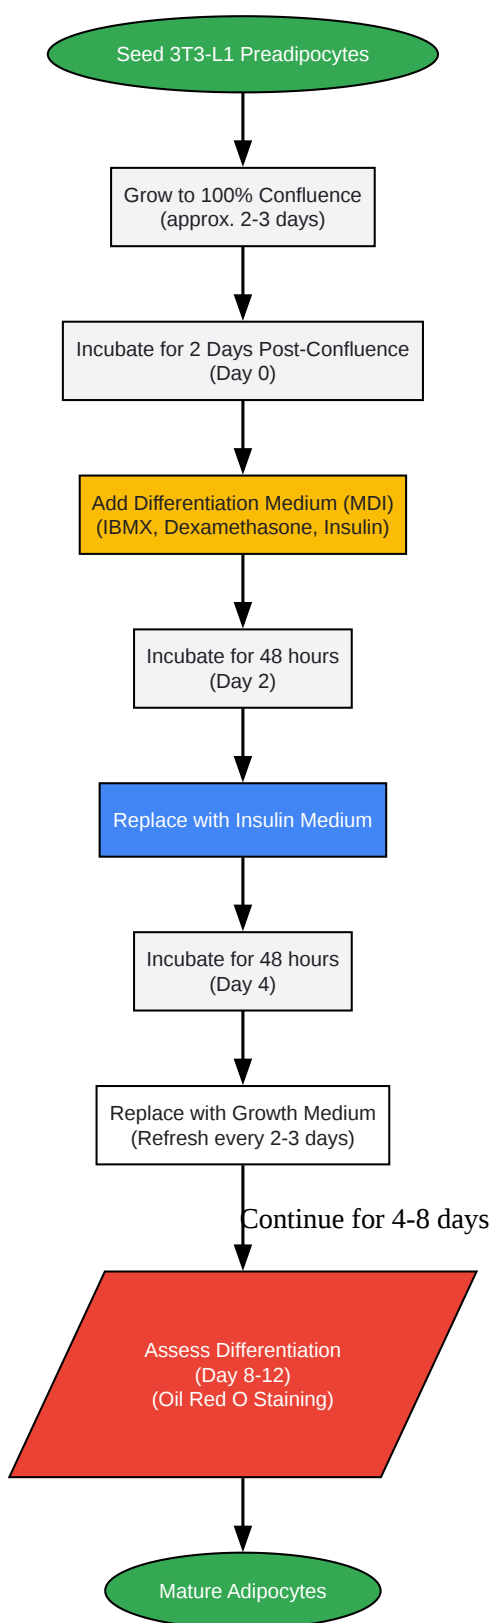 Seed 3T3-L1 Preadipocytes
Grow to 100% Confluence
(approx. 2-3 days)
Incubate for 2 Days Post-Confluence
(Day 0)
Add Differentiation Medium (MDI)
(IBMX, Dexamethasone, Insulin)
Incubate for 48 hours
(Day 2)
Replace with Insulin Medium
Incubate for 48 hours
(Day 4)
Replace with Growth Medium
(Refresh every 2-3 days)
Continue for 4-8 days
Assess Differentiation
(Day 8-12)
(Oil Red O Staining)
Mature Adipocytes